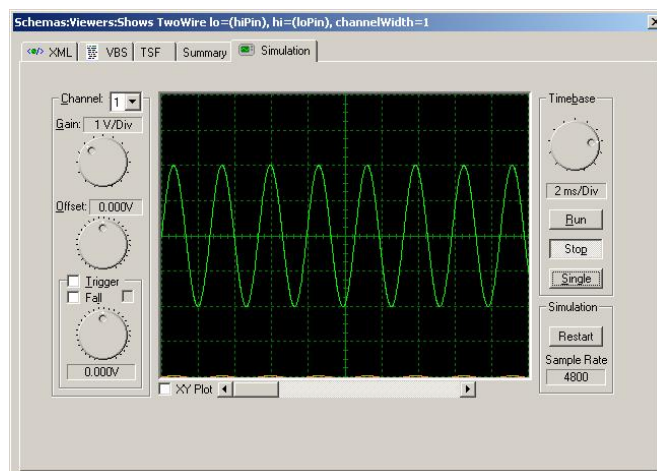 Schemas:Viewers:Shows TwoWire lo=(hiPin), hi=(loPin), channelWidth=1
XML VBS TSF Summary Simulation
Channel: 1
Gain: 1 V/Div
Offset: 0.000V
Trigger
Fall
0.000V
XY Plot
Timebase
2 ms/Div
Run
Stop
Single
Simulation
Restart
Sample Rate
4800